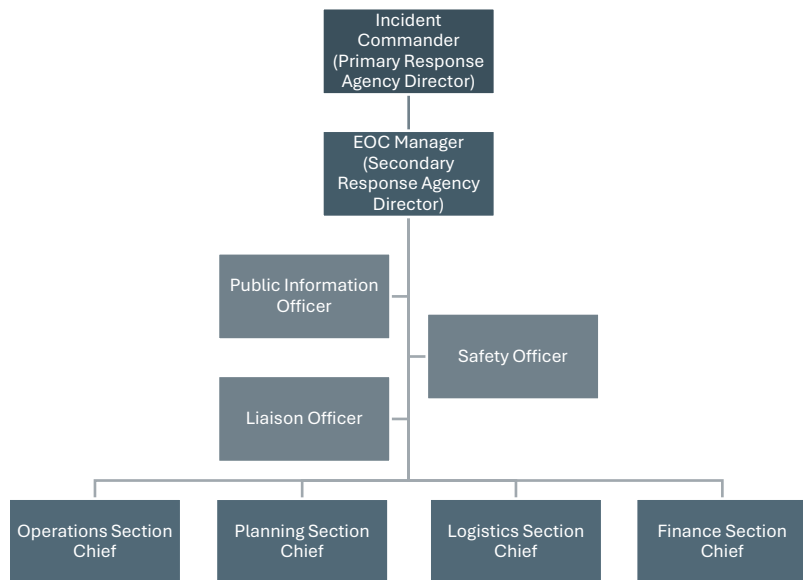 Incident
Commander
(Primary Response
Agency Director)
EOC Manager
(Secondary
Response Agency
Director)
Public Information
Officer
Safety Officer
Liaison Officer
Operations Section
Chief
Planning Section
Chief
Logistics Section
Chief
Finance Section
Chief